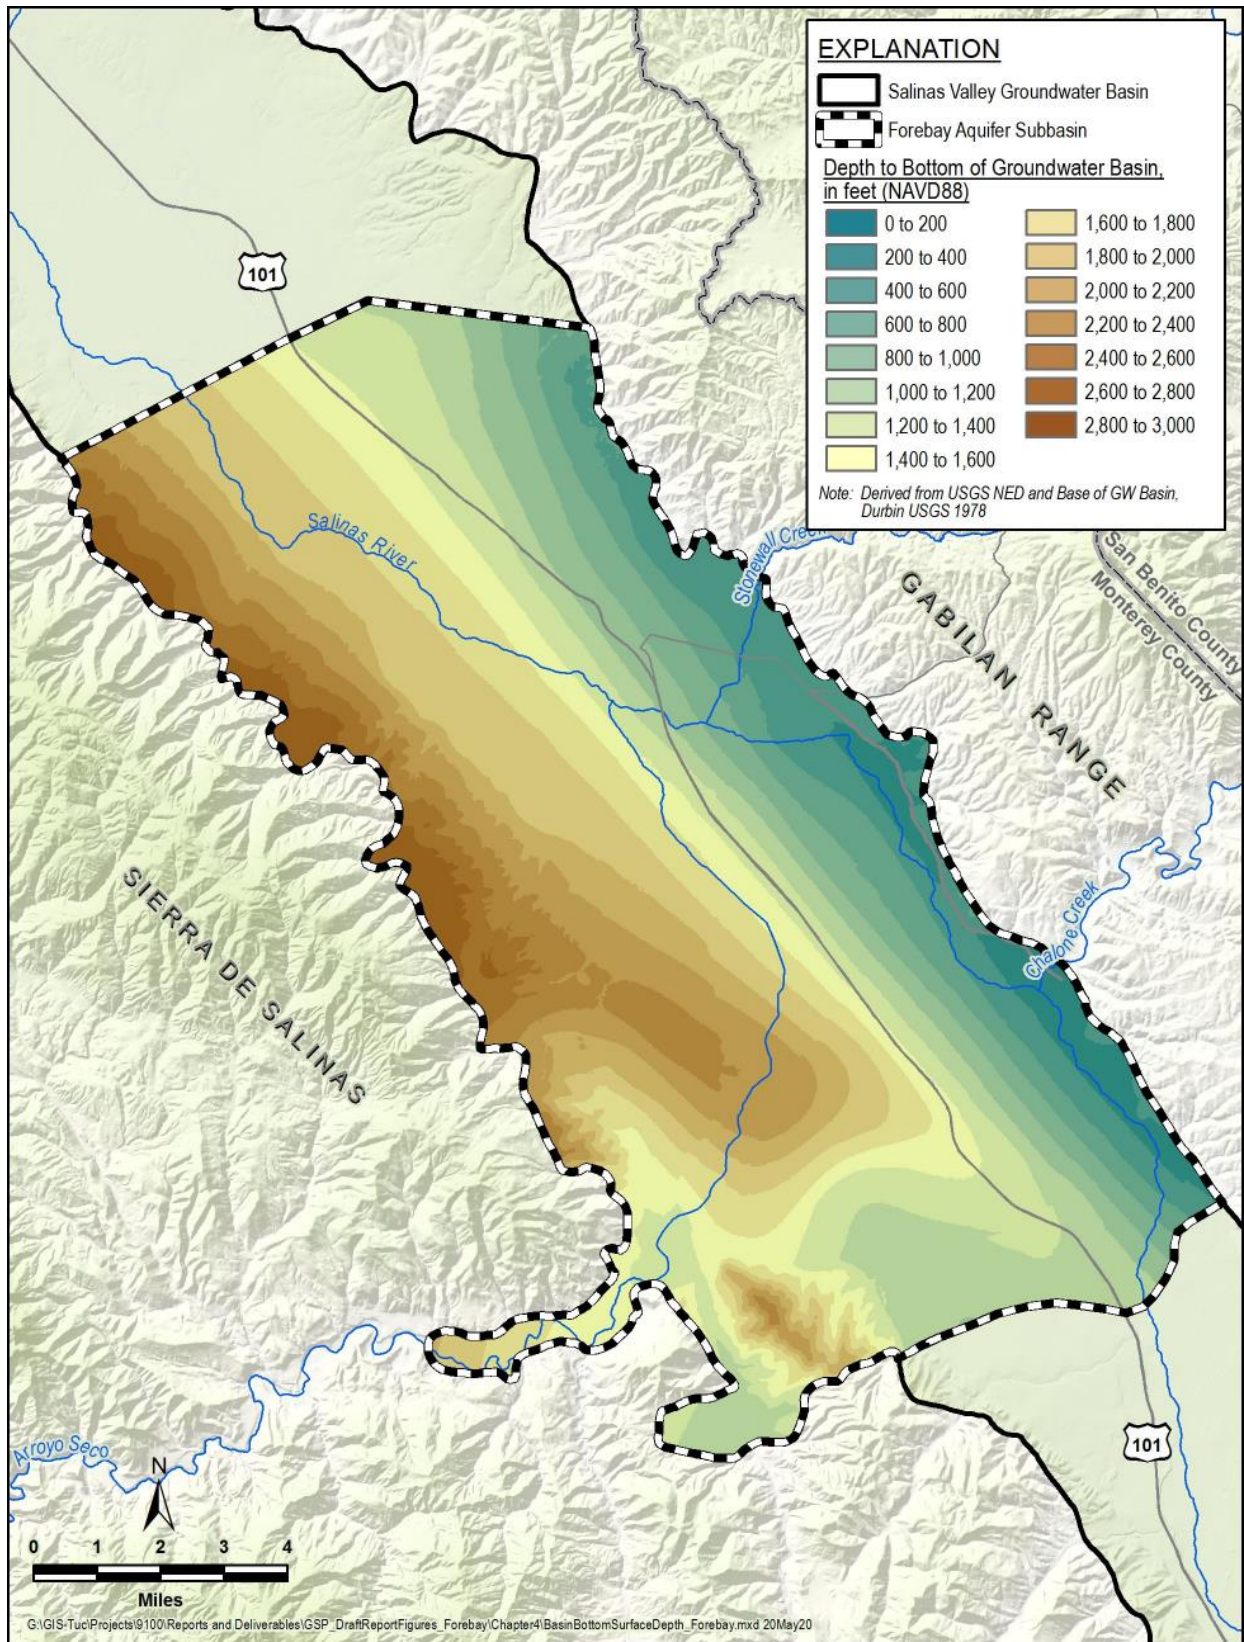 EXPLANATION
Salinas Valley Groundwater Basin
Forebay Aquifer Subbasin
Depth to Bottom of Groundwater Basin,
in feet (NAVD88)
0 to 200
200 to 400
400 to 600
600 to 800
800 to 1,000
1,000 to 1,200
1,200 to 1,400
1,400 to 1,600
1,600 to 1,800
1,800 to 2,000
2,000 to 2,200
2,200 to 2,400
2,400 to 2,600
2,600 to 2,800
2,800 to 3,000
Note: Derived from USGS NED and Base of GW Basin,
Durbin USGS 1978
101
Salinas River
Stonewall Creek
San Benito County
Monterey County
GABILAN RANGE
Chalone Creek
SIERRA DE SALINAS
Arroyo Seco
101
N
0 1 2 3 4
Miles
G:\GIS-Tuc\Projects\9100\Reports and Deliverables\GSP_DraftReportFigures_Forebay\Chapter4\BasinBottomSurfaceDepth_Forebay.mxd 20May20